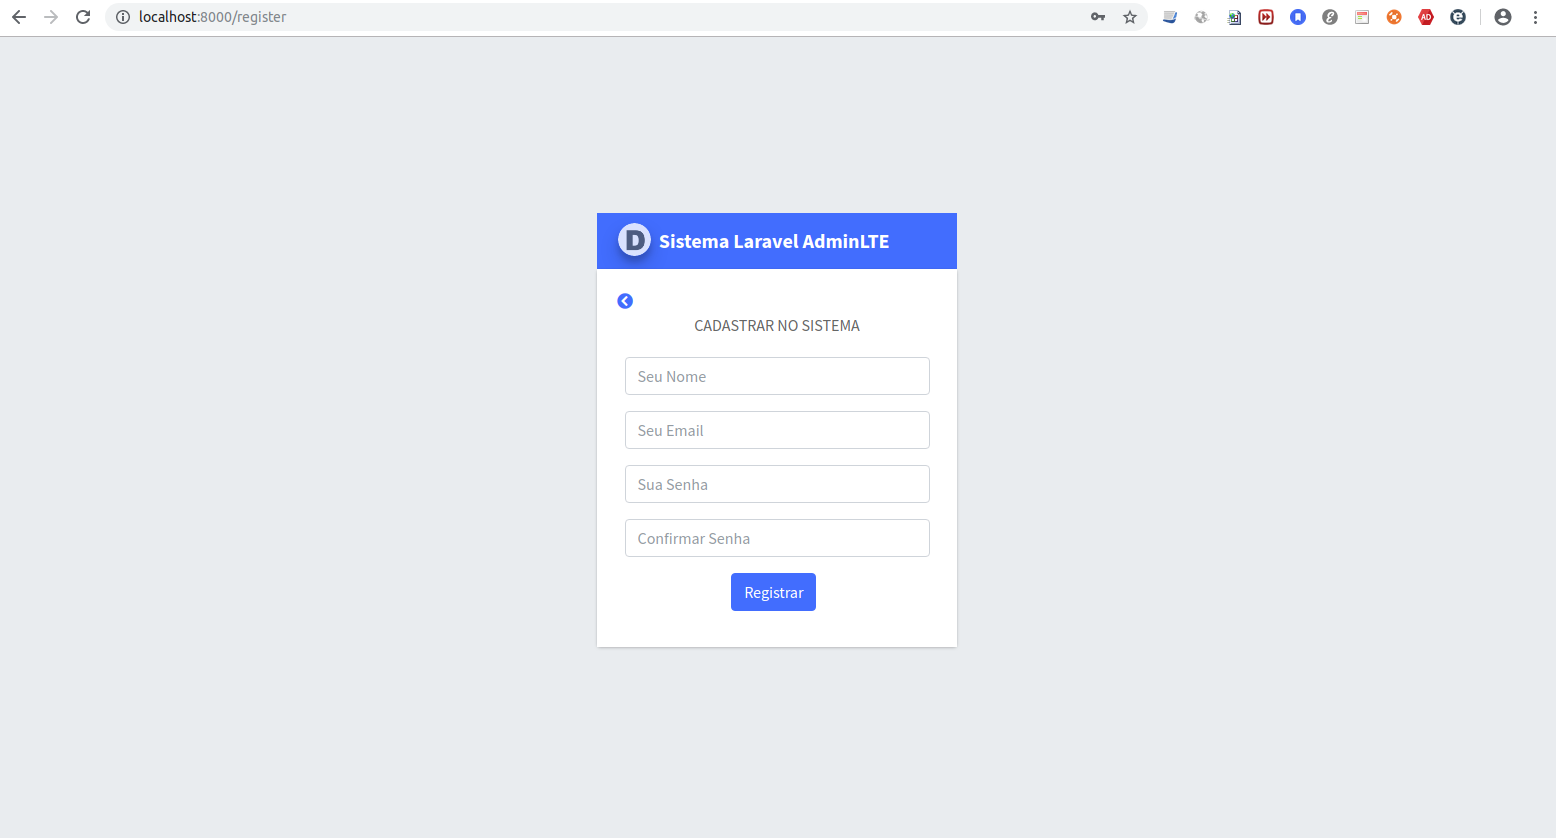 localhost:8000/register
D Sistema Laravel AdminLTE
CADASTRAR NO SISTEMA
Seu Nome
Seu Email
Sua Senha
Confirmar Senha
Registrar